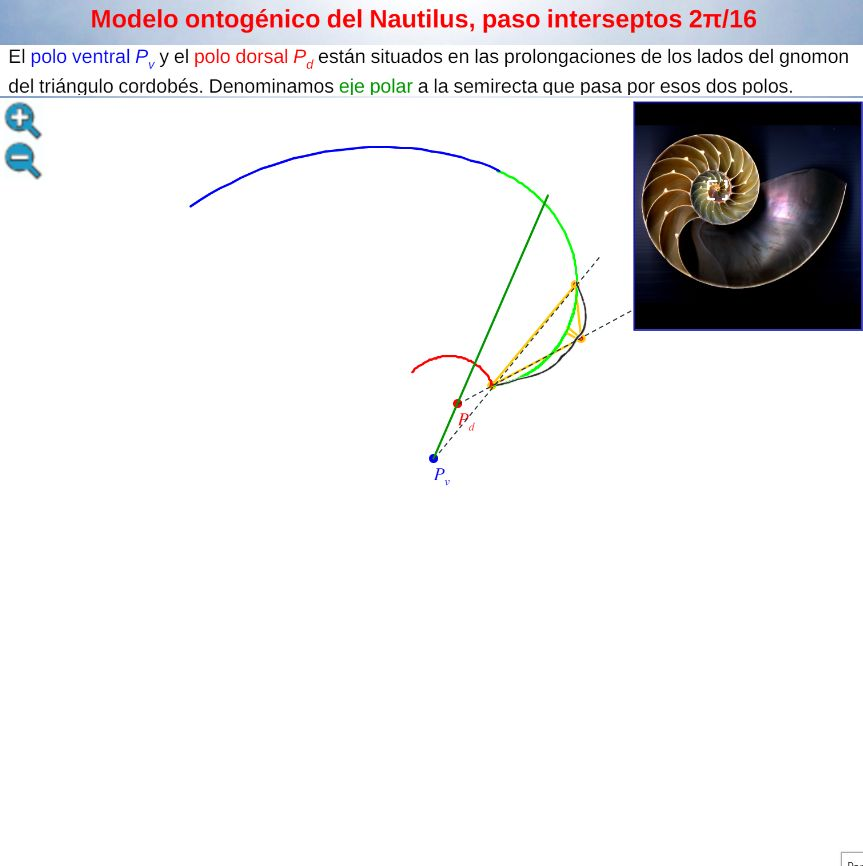 Modelo ontogénico del Nautilus, paso interseptos 2π/16
El polo ventral Pv y el polo dorsal Pd están situados en las prolongaciones de los lados del gnomon
del triángulo cordobés. Denominamos eje polar a la semirecta que pasa por esos dos polos.
Pd
Pv